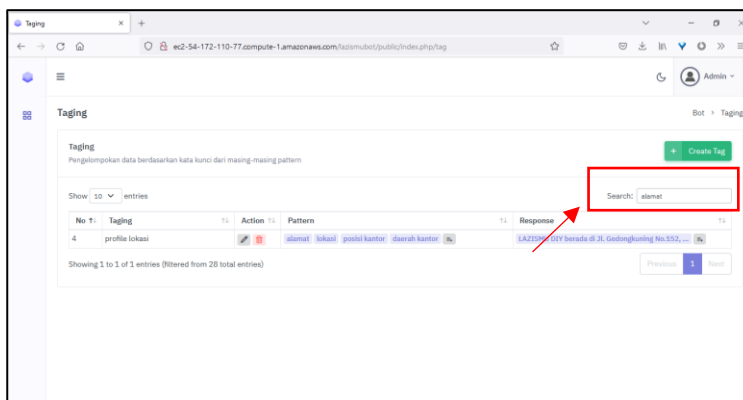 Taging
ec2-54-172-110-77.compute-1.amazonaws.com/lazismubot/public/index.php/tag
Admin
Taging
Bot > Taging
Taging
Pengelompokan data berdasarkan kata kunci dari masing-masing pattern
+ Create Tag
Show 10 entries
Search: alamat
No Taging Action Pattern Response
4 profile lokasi alamat lokasi posisi kantor daerah kantor LAZISMU DIY berada di Jl. Gedongkuning No.152, ...
Showing 1 to 1 of 1 entries (filtered from 28 total entries)
Previous 1 Next